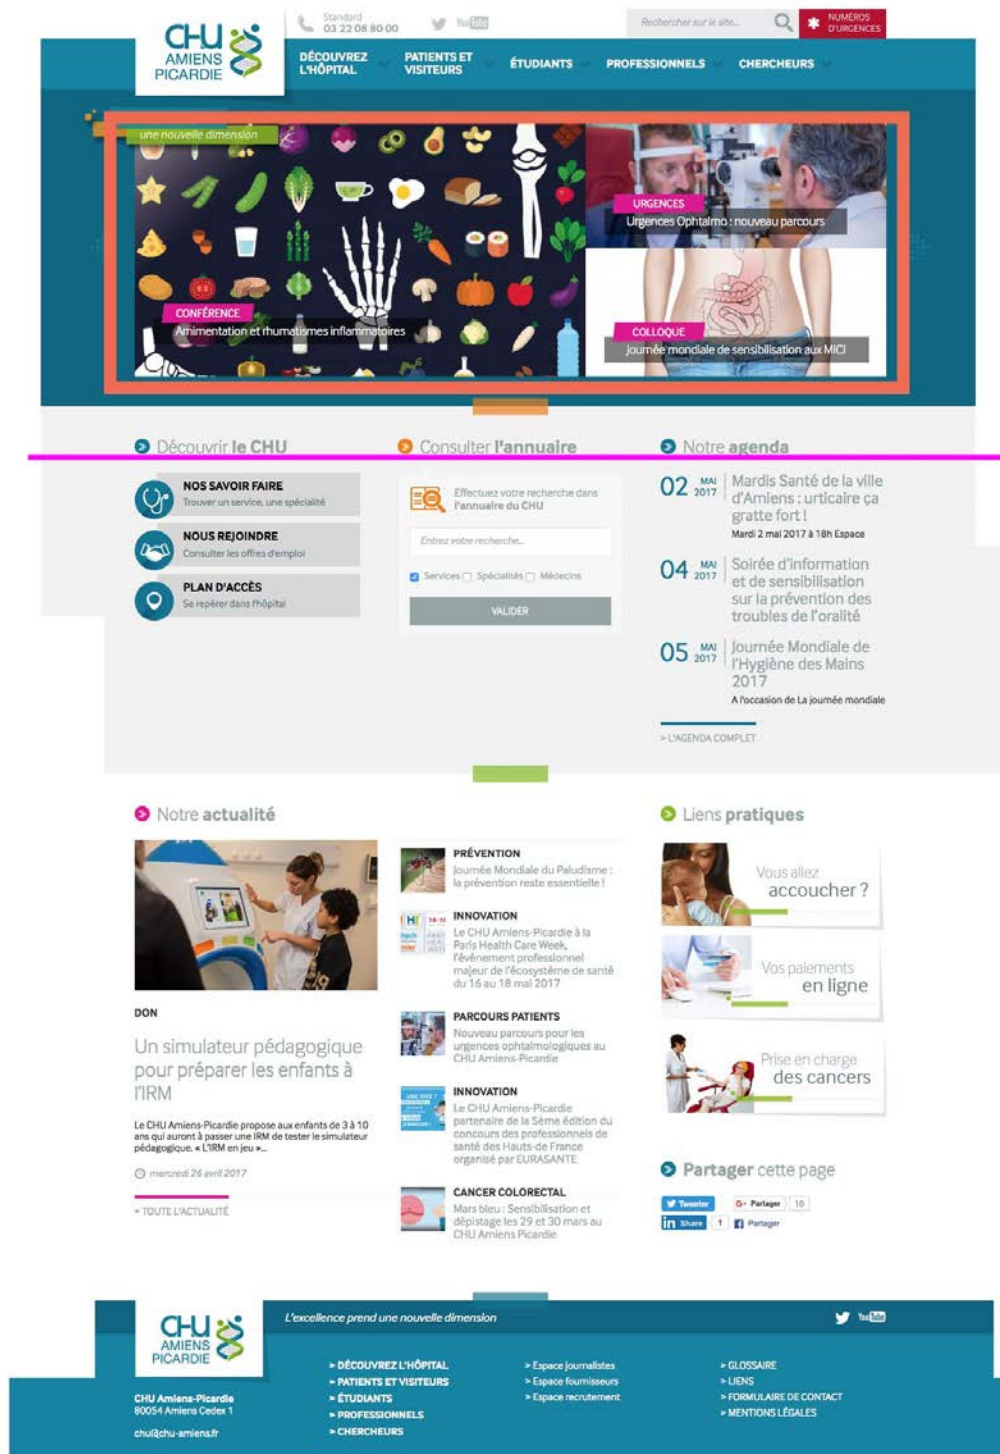 CHU
AMIENS
PICARDIE
Standard
03 22 08 80 00
YouTube
Rechercher sur le site...
NUMÉROS
D'URGENCES
DÉCOUVREZ
L'HÔPITAL
PATIENTS ET
VISITEURS
ÉTUDIANTS
PROFESSIONNELS
CHERCHEURS
une nouvelle dimension
CONFÉRENCE
Amimentation et rhumatismes inflammatoires
URGENCES
Urgences Ophtalmo : nouveau parcours
COLLOQUE
Journée mondiale de sensibilisation aux MICI
Découvrir le CHU
NOS SAVOIR FAIRE
Trouver un service, une spécialité
NOUS REJOINDRE
Consulter les offres d'emploi
PLAN D'ACCÈS
Se repérer dans l'hôpital
Consulter l'annuaire
Effectuez votre recherche dans
l'annuaire du CHU
Entrez votre recherche...
Services Spécialités Médecins
VALIDER
Notre agenda
02 MAI 2017
Mardis Santé de la ville
d'Amiens : urticaire ça
gratte fort !
Mardi 2 mai 2017 à 18h Espace
04 MAI 2017
Soirée d'information
et de sensibilisation
sur la prévention des
troubles de l'oralité
05 MAI 2017
Journée Mondiale de
l'Hygiène des Mains
2017
A l'occasion de La journée mondiale
> L'AGENDA COMPLET
Notre actualité
DON
Un simulateur pédagogique
pour préparer les enfants à
l'IRM
Le CHU Amiens-Picardie propose aux enfants de 3 à 10
ans qui auront à passer une IRM de tester le simulateur
pédagogique. « L'IRM en jeu »...
mercredi 26 avril 2017
> TOUTE L'ACTUALITÉ
PRÉVENTION
Journée Mondiale du Paludisme :
la prévention reste essentielle !
INNOVATION
Le CHU Amiens-Picardie à la
Paris Health Care Week,
l'évènement professionnel
majeur de l'écosystème de santé
du 16 au 18 mai 2017
PARCOURS PATIENTS
Nouveau parcours pour les
urgences ophtalmologiques au
CHU Amiens-Picardie
INNOVATION
Le CHU Amiens-Picardie
partenaire de la 5ème édition du
concours des professionnels de
santé des Hauts-de France
organisé par EURASANTE
CANCER COLORECTAL
Mars bleu : Sensibilisation et
dépistage les 29 et 30 mars au
CHU Amiens Picardie
Liens pratiques
Vous allez
accoucher ?
Vos paiements
en ligne
Prise en charge
des cancers
Partager cette page
Tweeter
G+ Partager 10
in Share 1
Partager
CHU
AMIENS
PICARDIE
L'excellence prend une nouvelle dimension
YouTube
CHU Amiens-Picardie
80054 Amiens Cedex 1
chu@chu-amiens.fr
> DÉCOUVREZ L'HÔPITAL
> PATIENTS ET VISITEURS
> ÉTUDIANTS
> PROFESSIONNELS
> CHERCHEURS
> Espace journalistes
> Espace fournisseurs
> Espace recrutement
> GLOSSAIRE
> LIENS
> FORMULAIRE DE CONTACT
> MENTIONS LÉGALES